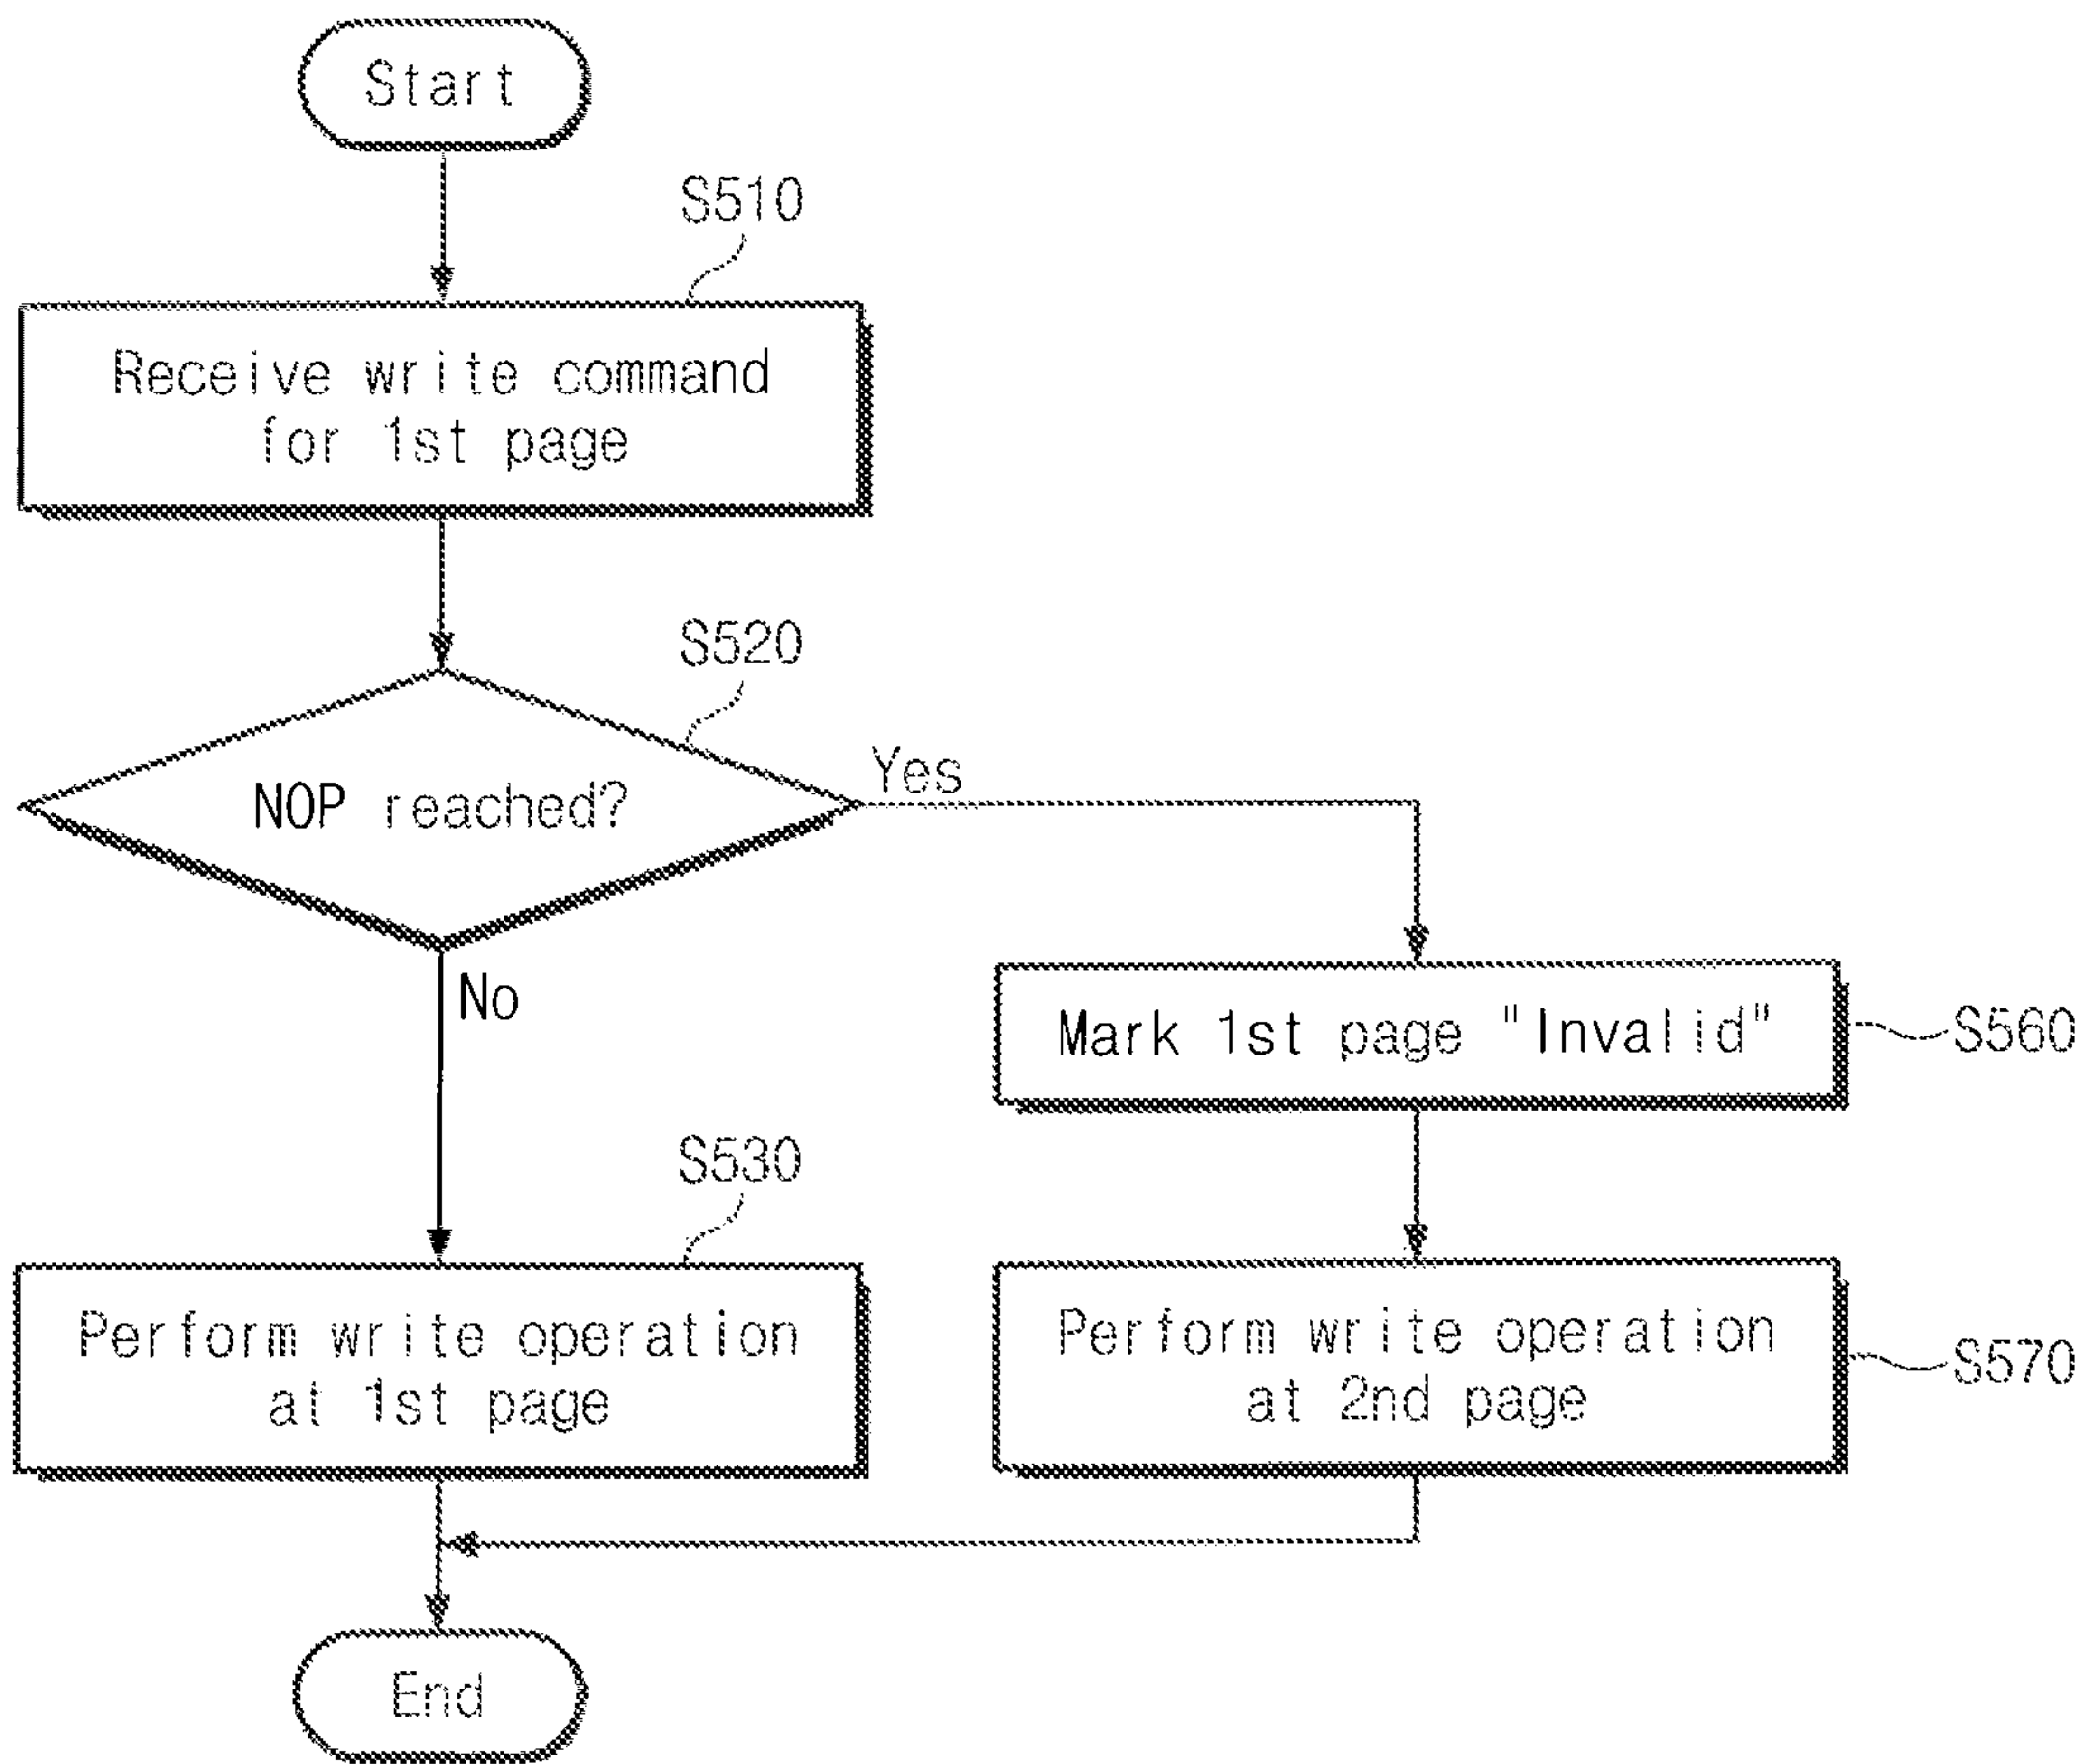 Start
S510
Receive write command
for 1st page
S520
NOP reached?
Yes
No
Mark 1st page "Invalid"
S560
S530
Perform write operation
at 1st page
Perform write operation
at 2nd page
S570
End